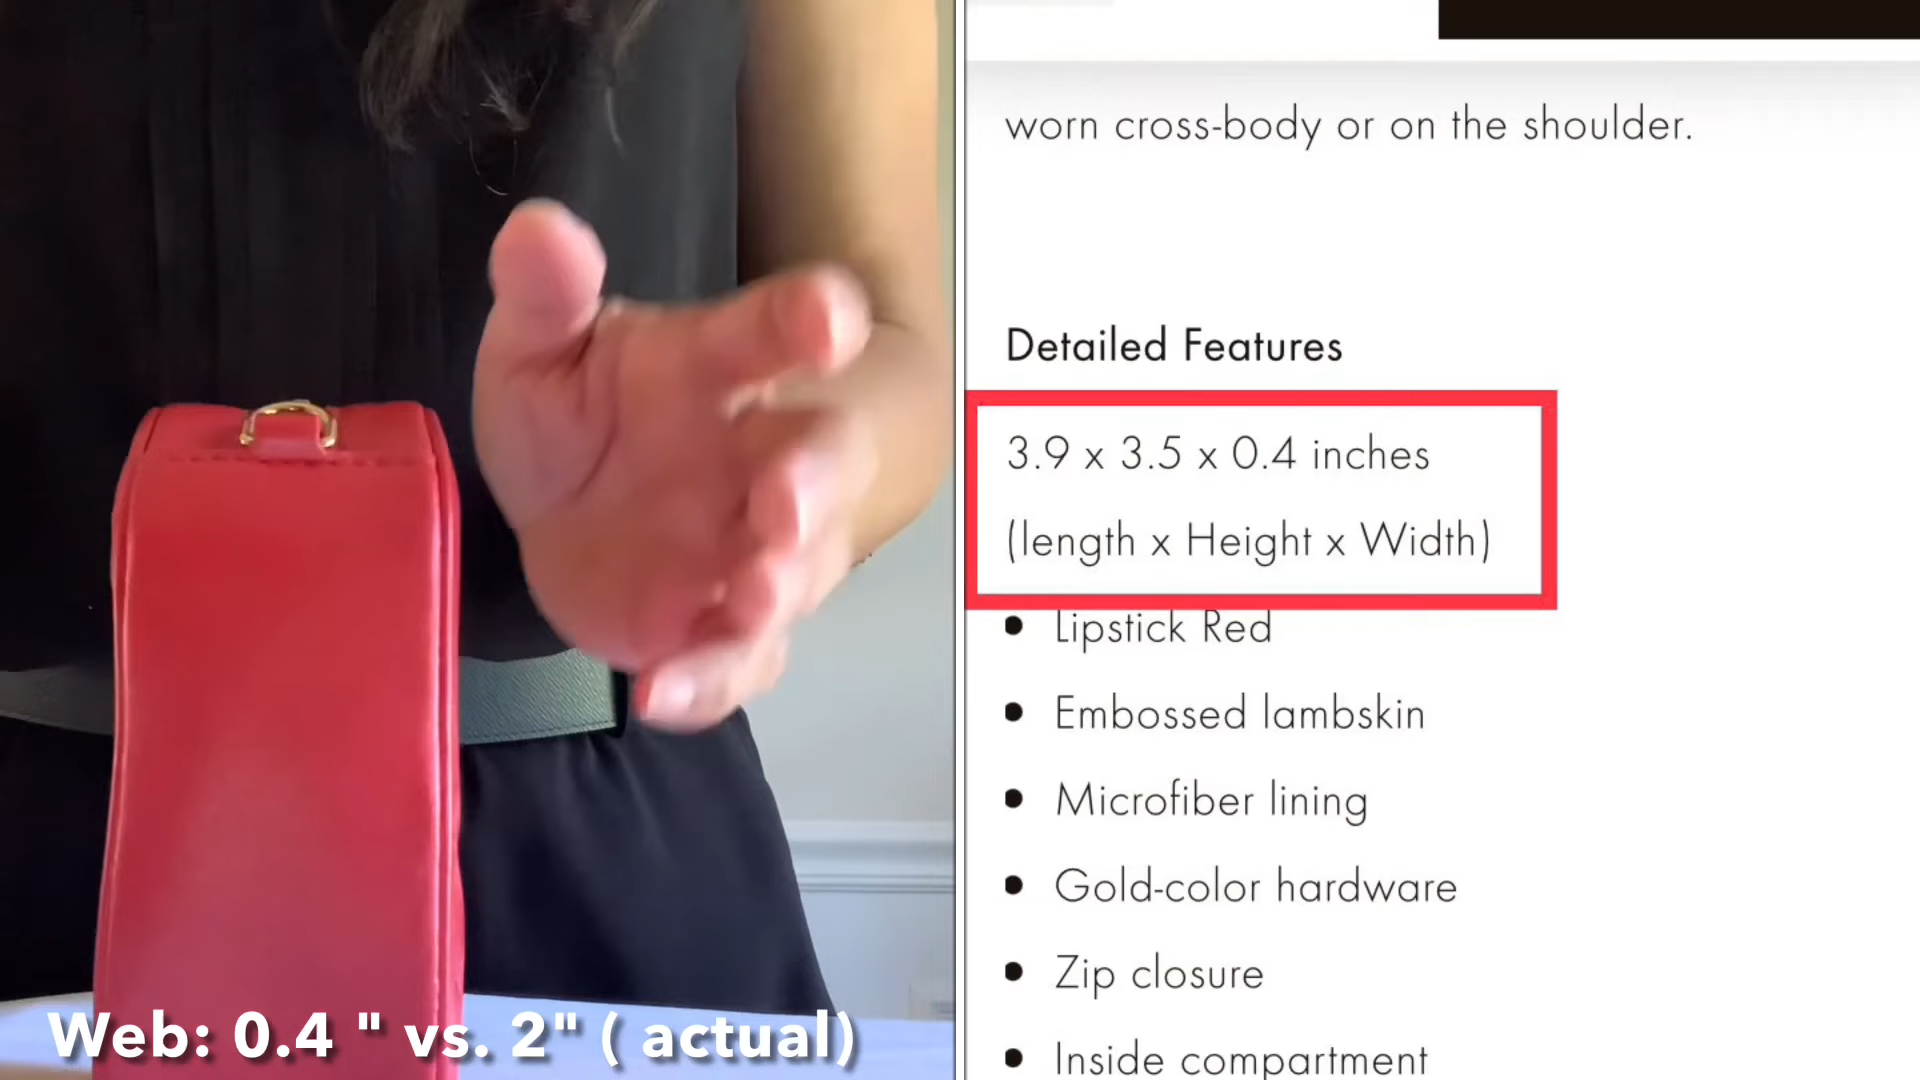 worn cross-body or on the shoulder.
Detailed Features
3.9 x 3.5 x 0.4 inches
(length x Height x Width)
• Lipstick Red
• Embossed lambskin
• Microfiber lining
• Gold-color hardware
• Zip closure
• Inside compartment
Web: 0.4 " vs. 2" ( actual)